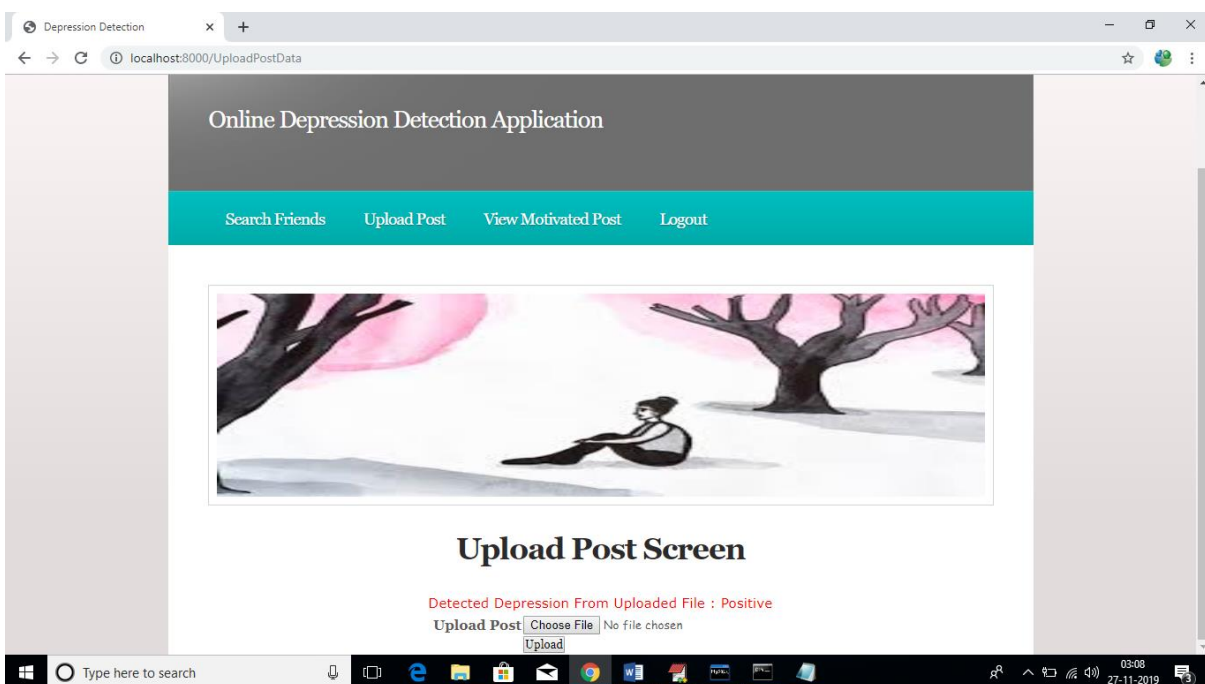 Depression Detection
localhost:8000/UploadPostData
Online Depression Detection Application
Search Friends Upload Post View Motivated Post Logout
Upload Post Screen
Detected Depression From Uploaded File : Positive
Upload Post Choose File No file chosen
Upload
Type here to search
03:08
27-11-2019
3